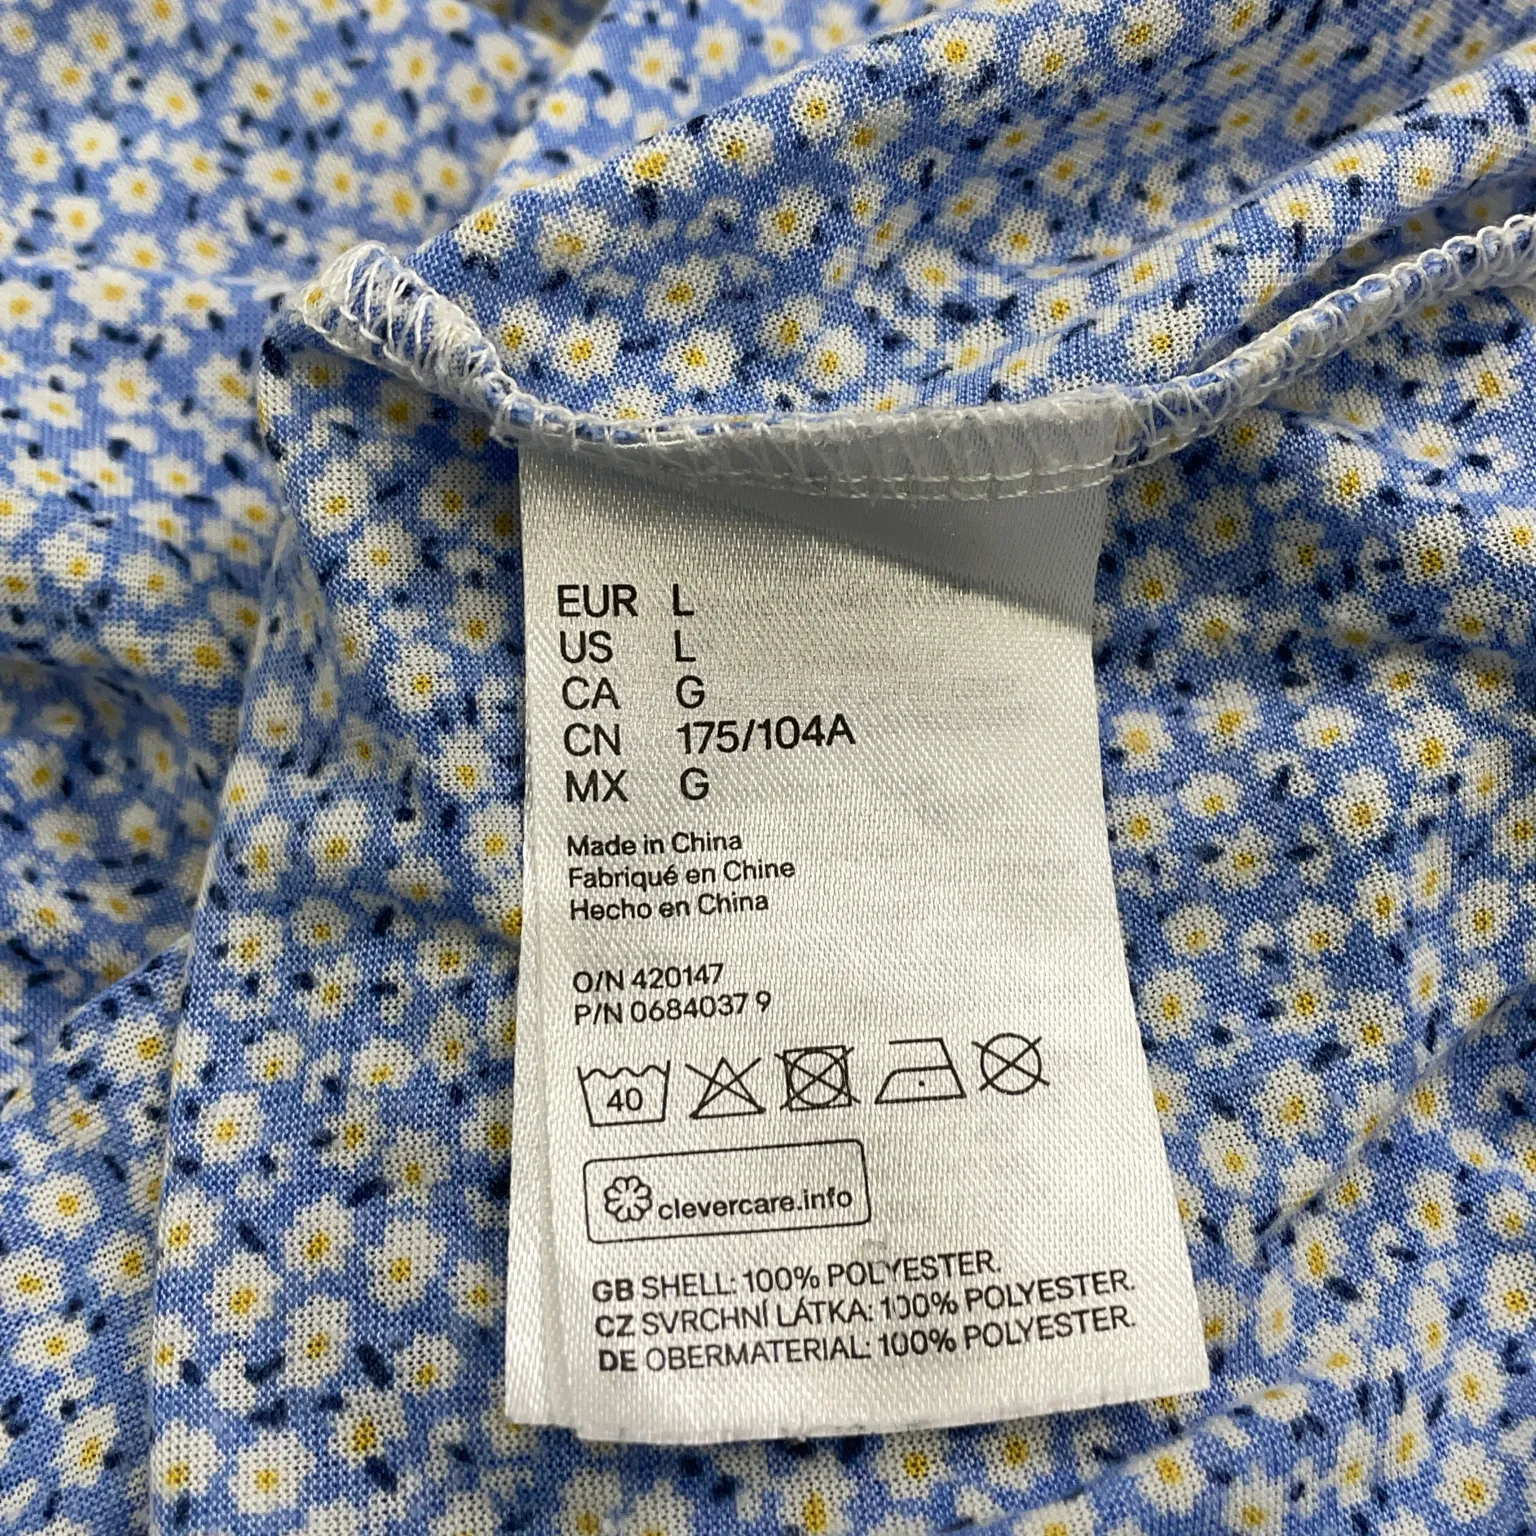 EUR L
US L
CA G
CN 175/104A
MX G
Made in China
Fabriqué en Chine
Hecho en China
O/N 420147
P/N 0684037 9
40
clevercare.info
GB SHELL: 100% POLYESTER.
CZ SVRCHNÍ LÁTKA: 100% POLYESTER.
DE OBERMATERIAL: 100% POLYESTER.